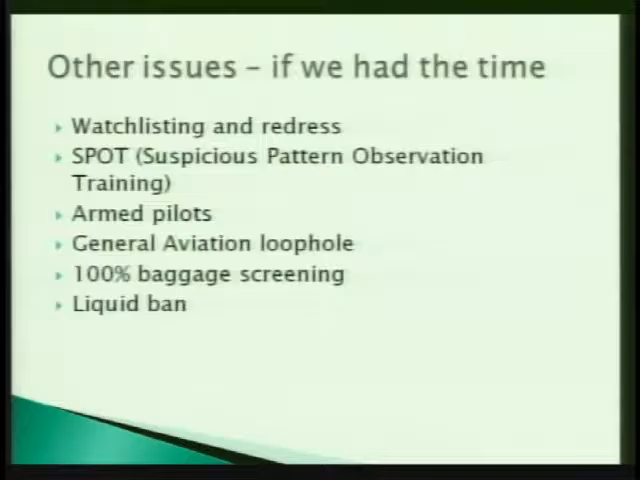 Other issues – if we had the time
Watchlisting and redress
SPOT (Suspicious Pattern Observation
Training)
Armed pilots
General Aviation loophole
100% baggage screening
Liquid ban